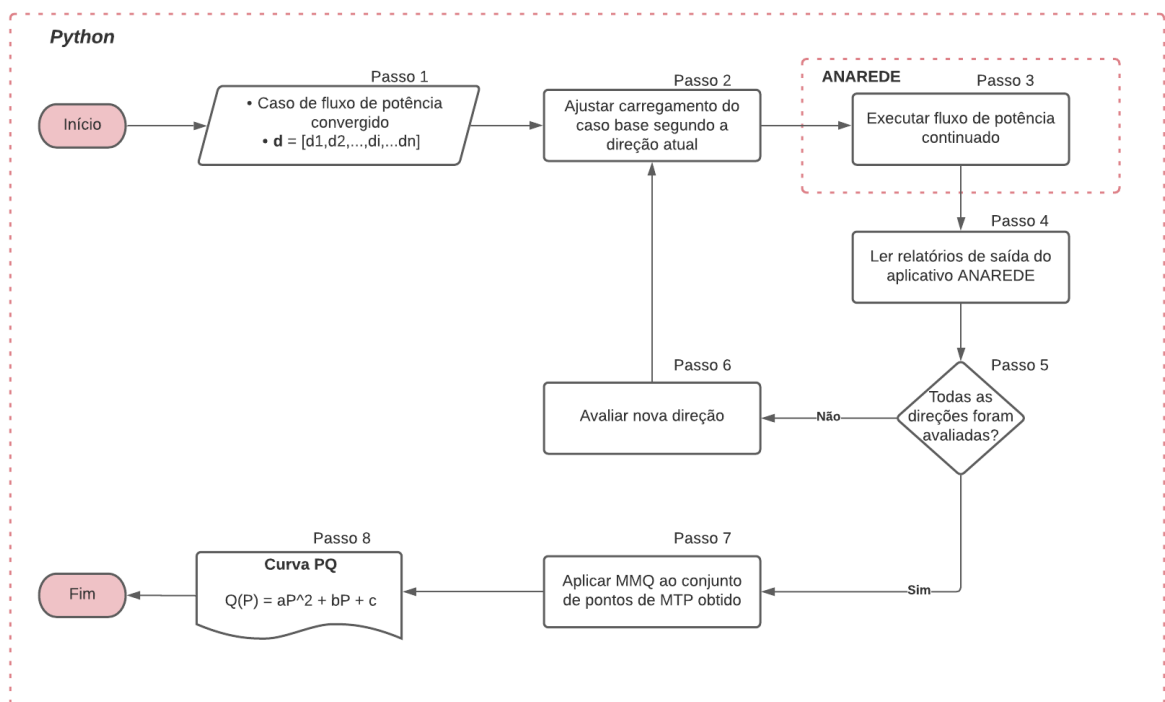 Python
Início
Passo 1
• Caso de fluxo de potência
convergido
• d = [d1,d2,...,di,...dn]
Passo 2
Ajustar carregamento do
caso base segundo a
direção atual
ANAREDE
Passo 3
Executar fluxo de potência
continuado
Passo 4
Ler relatórios de saída do
aplicativo ANAREDE
Passo 5
Todas as
direções foram
avaliadas?
Não
Passo 6
Avaliar nova direção
Sim
Passo 7
Aplicar MMQ ao conjunto
de pontos de MTP obtido
Passo 8
Curva PQ
Q(P) = aP^2 + bP + c
Fim